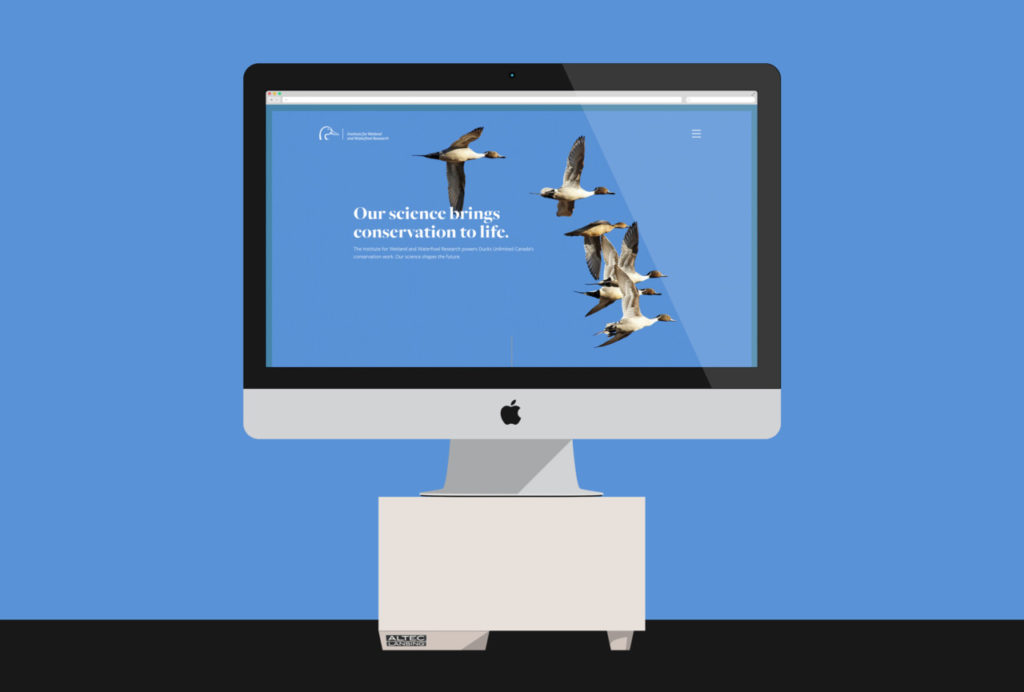 Institute for Wetland
and Waterfowl Research
Our science brings
conservation to life.
The Institute for Wetland and Waterfowl Research powers Ducks Unlimited Canada's
conservation work. Our science shapes the future.
ALTEC
LANSING